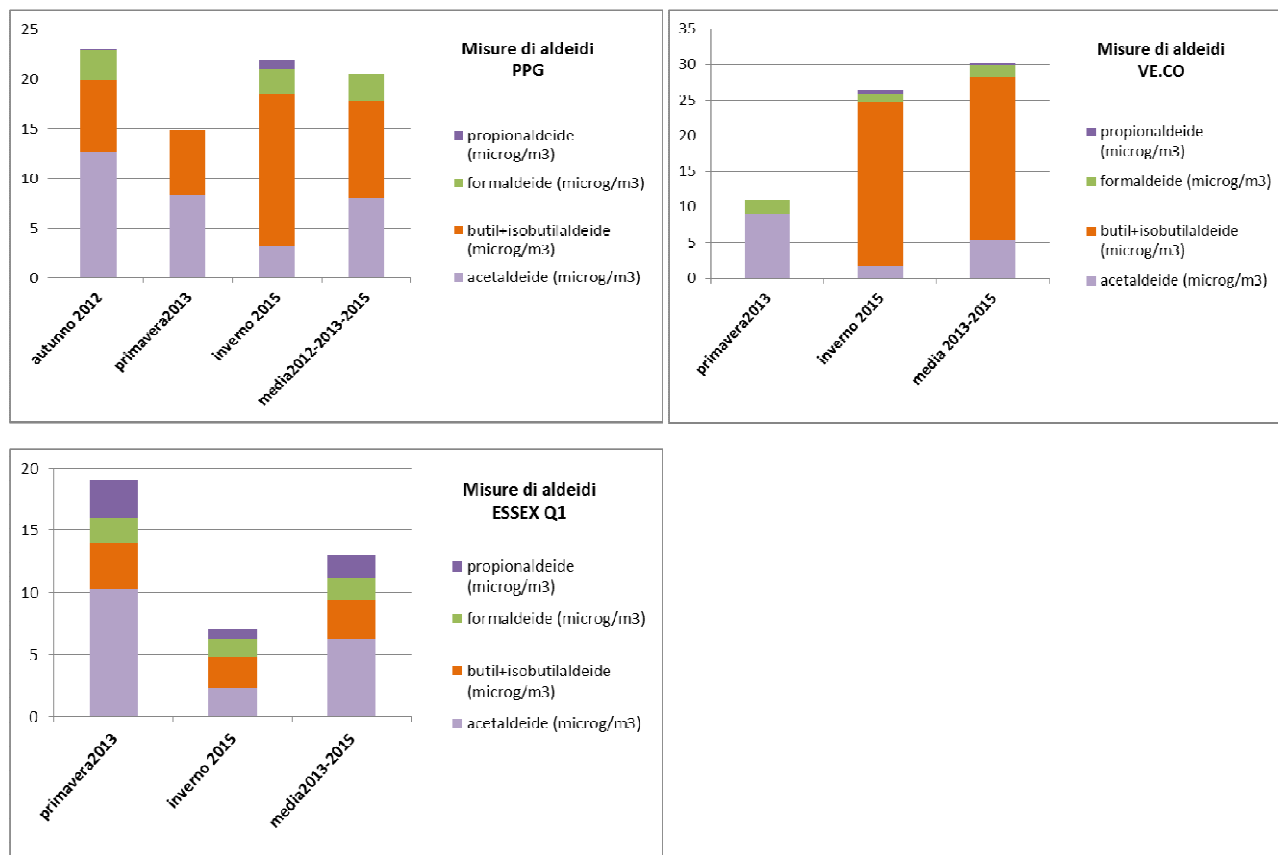 25
20
15
10
5
0
autunno 2012
primavera2013
inverno 2015
media2012-2013-2015
Misure di aldeidi
PPG
propionaldeide
(microg/m3)
formaldeide (microg/m3)
butil+isobutilaldeide
(microg/m3)
acetaldeide (microg/m3)
35
30
25
20
15
10
5
0
primavera2013
inverno 2015
media 2013-2015
Misure di aldeidi
VE.CO
propionaldeide
(microg/m3)
formaldeide (microg/m3)
butil+isobutilaldeide
(microg/m3)
acetaldeide (microg/m3)
20
15
10
5
0
primavera2013
inverno 2015
media2013-2015
Misure di aldeidi
ESSEX Q1
propionaldeide
(microg/m3)
formaldeide (microg/m3)
butil+isobutilaldeide
(microg/m3)
acetaldeide (microg/m3)